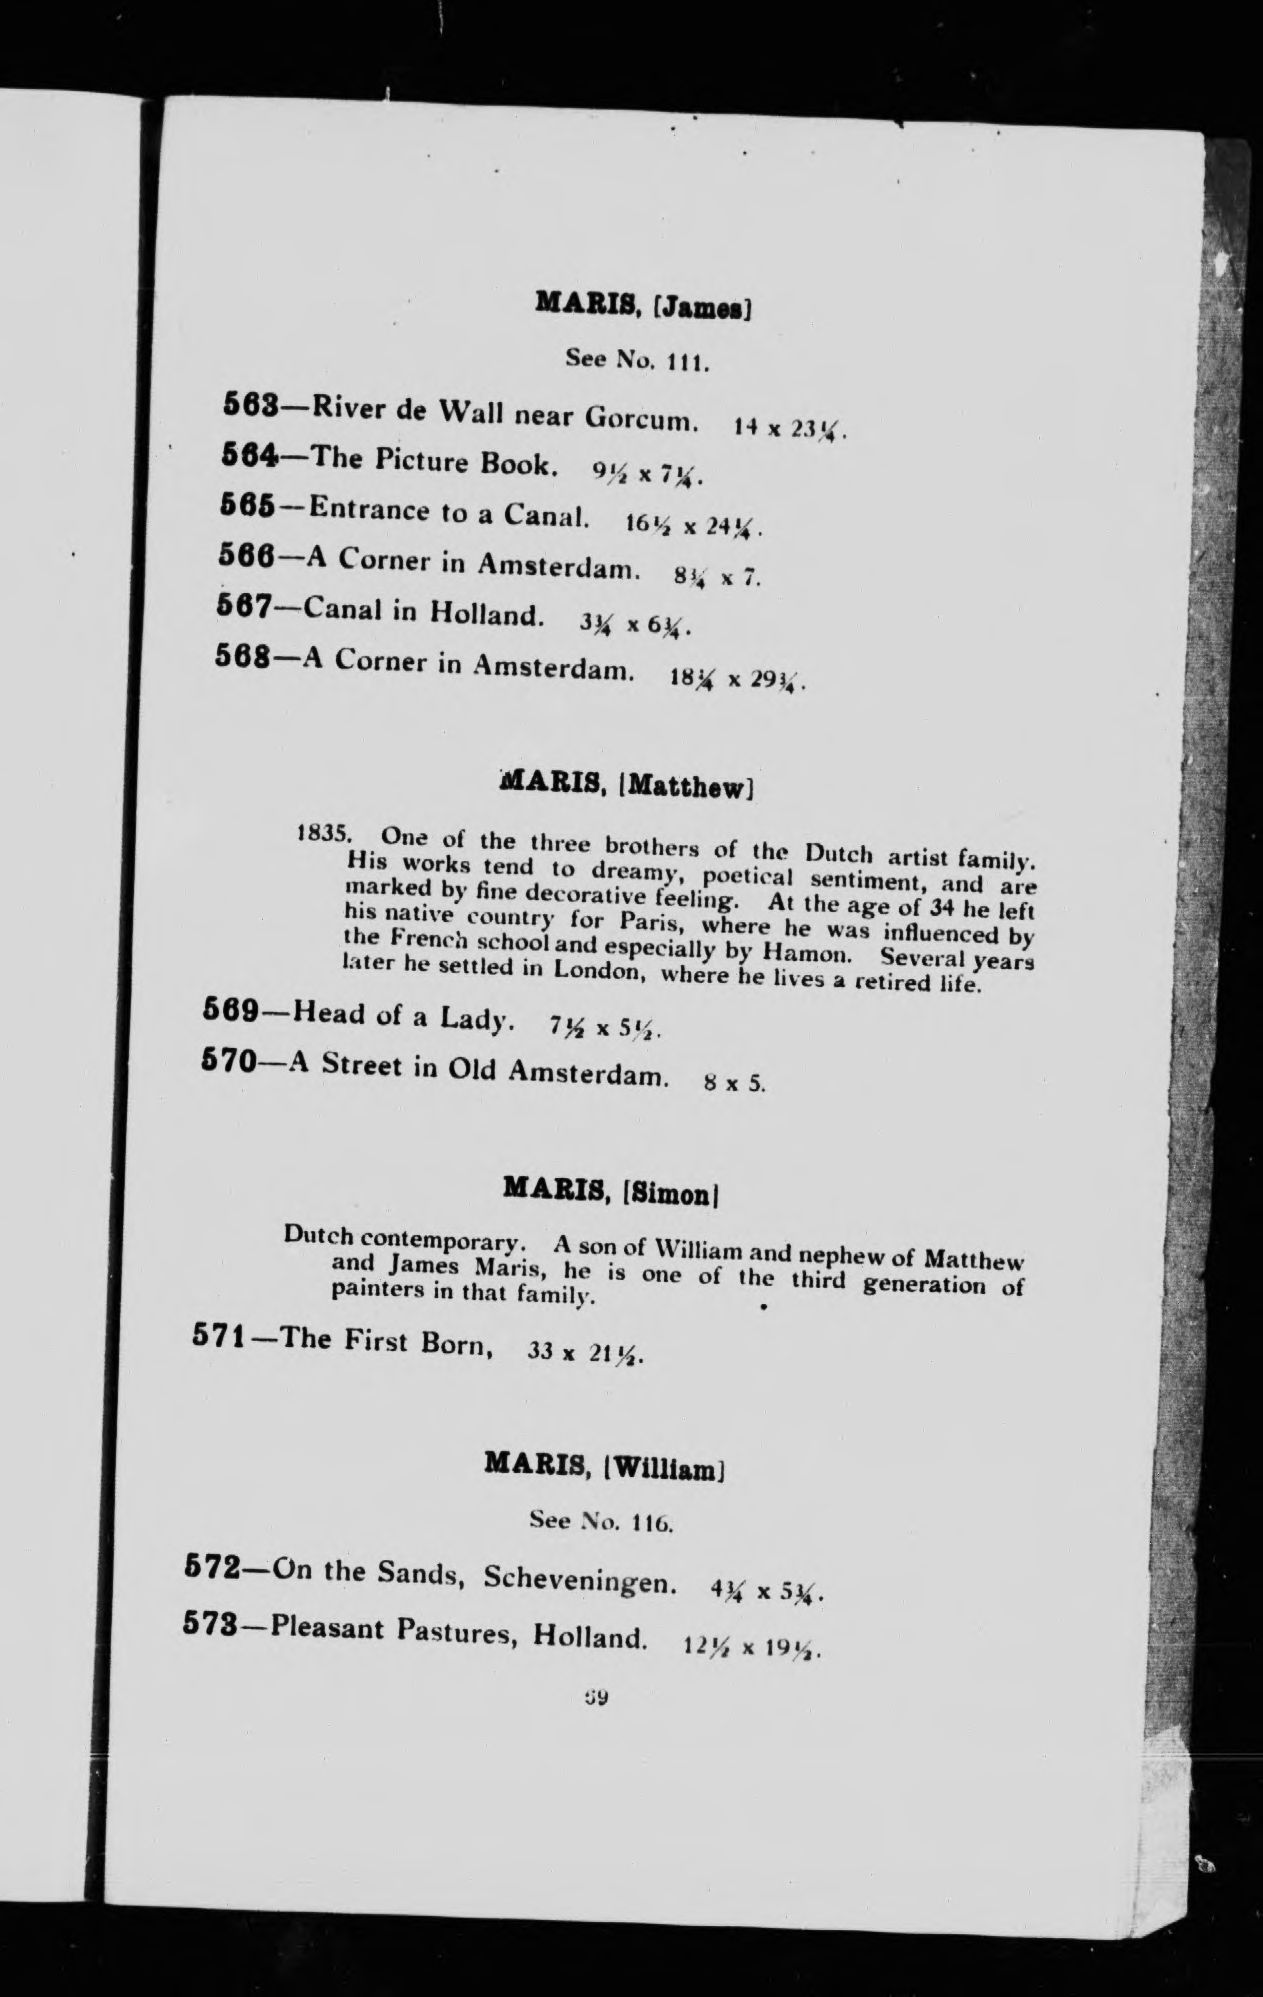 MARIS, [James]
See No. 111.
563—River de Wall near Gorcum. 14 x 23¼.
564—The Picture Book. 9½ x 7¼.
565—Entrance to a Canal. 16½ x 24¼.
566—A Corner in Amsterdam. 8¼ x 7.
567—Canal in Holland. 3¾ x 6¾.
568—A Corner in Amsterdam. 18¼ x 29¾.
MARIS, [Matthew]
1835. One of the three brothers of the Dutch artist family.
His works tend to dreamy, poetical sentiment, and are
marked by fine decorative feeling. At the age of 34 he left
his native country for Paris, where he was influenced by
the French school and especially by Hamon. Several years
later he settled in London, where he lives a retired life.
569—Head of a Lady. 7½ x 5½.
570—A Street in Old Amsterdam. 8 x 5.
MARIS, [Simon]
Dutch contemporary. A son of William and nephew of Matthew
and James Maris, he is one of the third generation of
painters in that family.
571—The First Born, 33 x 21½.
MARIS, [William]
See No. 116.
572—On the Sands, Scheveningen. 4¾ x 5¾.
573—Pleasant Pastures, Holland. 12½ x 19½.